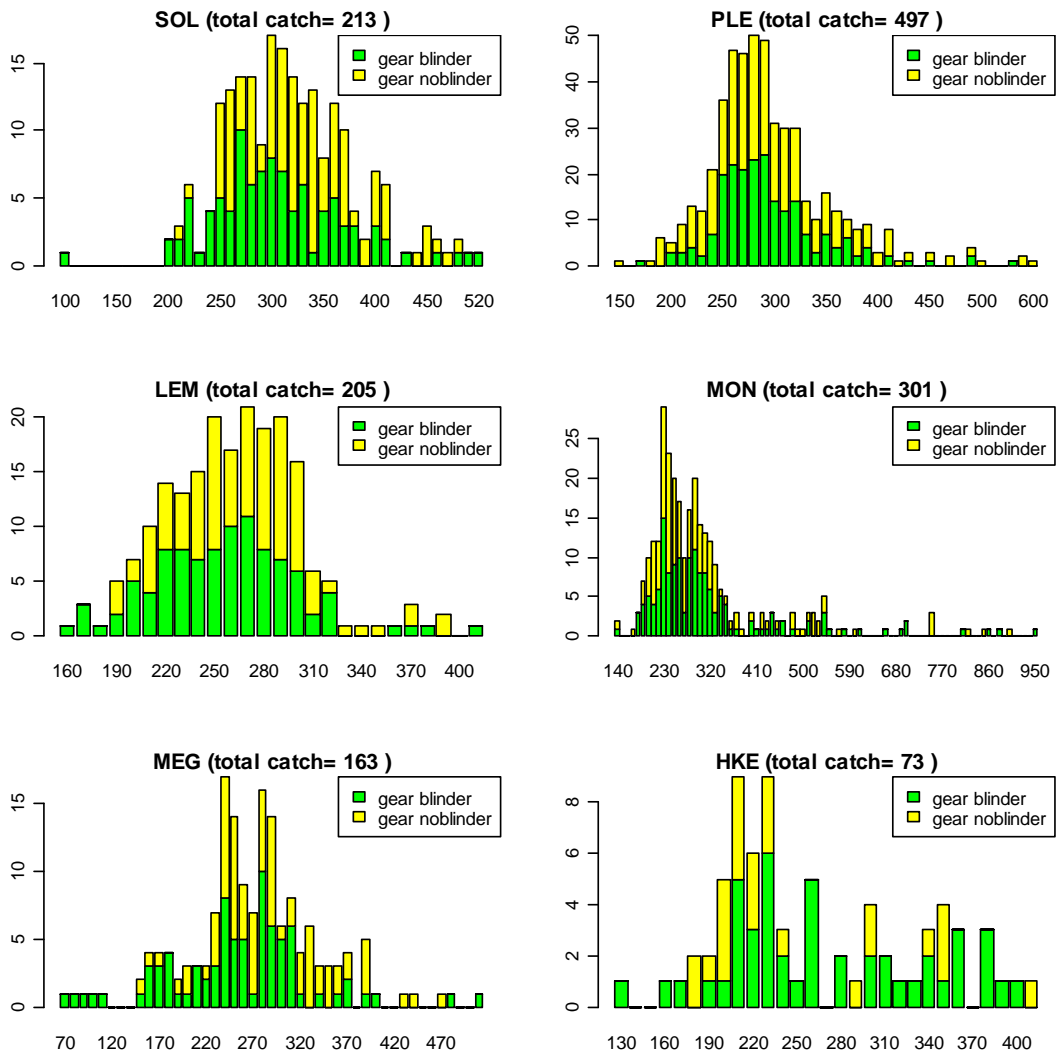 SOL (total catch= 213 )
gear blinder
gear noblinder
0 5 10 15
100 150 200 250 300 350 400 450 520
PLE (total catch= 497 )
gear blinder
gear noblinder
0 10 20 30 40 50
150 200 250 300 350 400 450 500 600
LEM (total catch= 205 )
gear blinder
gear noblinder
0 5 10 15 20
160 190 220 250 280 310 340 370 400
MON (total catch= 301 )
gear blinder
gear noblinder
0 5 10 15 20 25
140 230 320 410 500 590 680 770 860 950
MEG (total catch= 163 )
gear blinder
gear noblinder
0 5 10 15
70 120 170 220 270 320 370 420 470
HKE (total catch= 73 )
gear blinder
gear noblinder
0 2 4 6 8
130 160 190 220 250 280 310 340 370 400